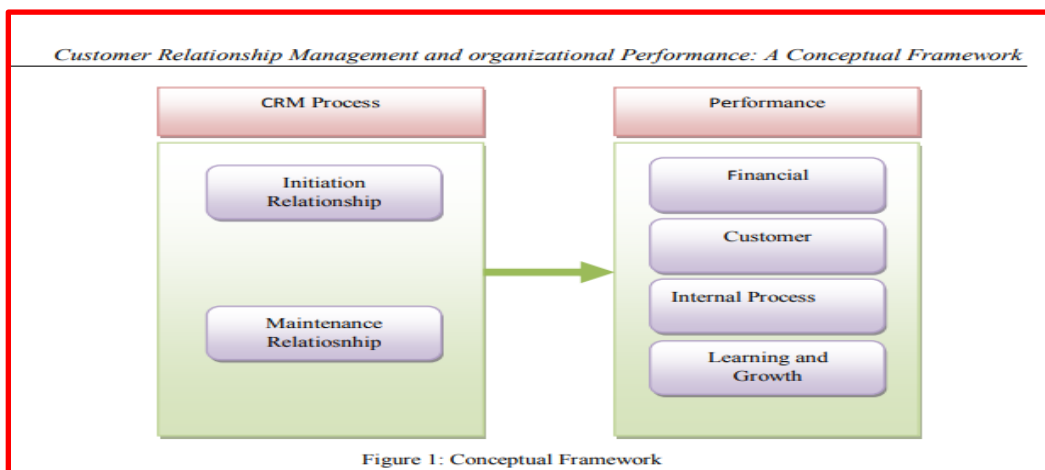 Customer Relationship Management and organizational Performance: A Conceptual Framework
CRM Process
Initiation
Relationship
Maintenance
Relatiosnhip
Performance
Financial
Customer
Internal Process
Learning and
Growth
Figure 1: Conceptual Framework